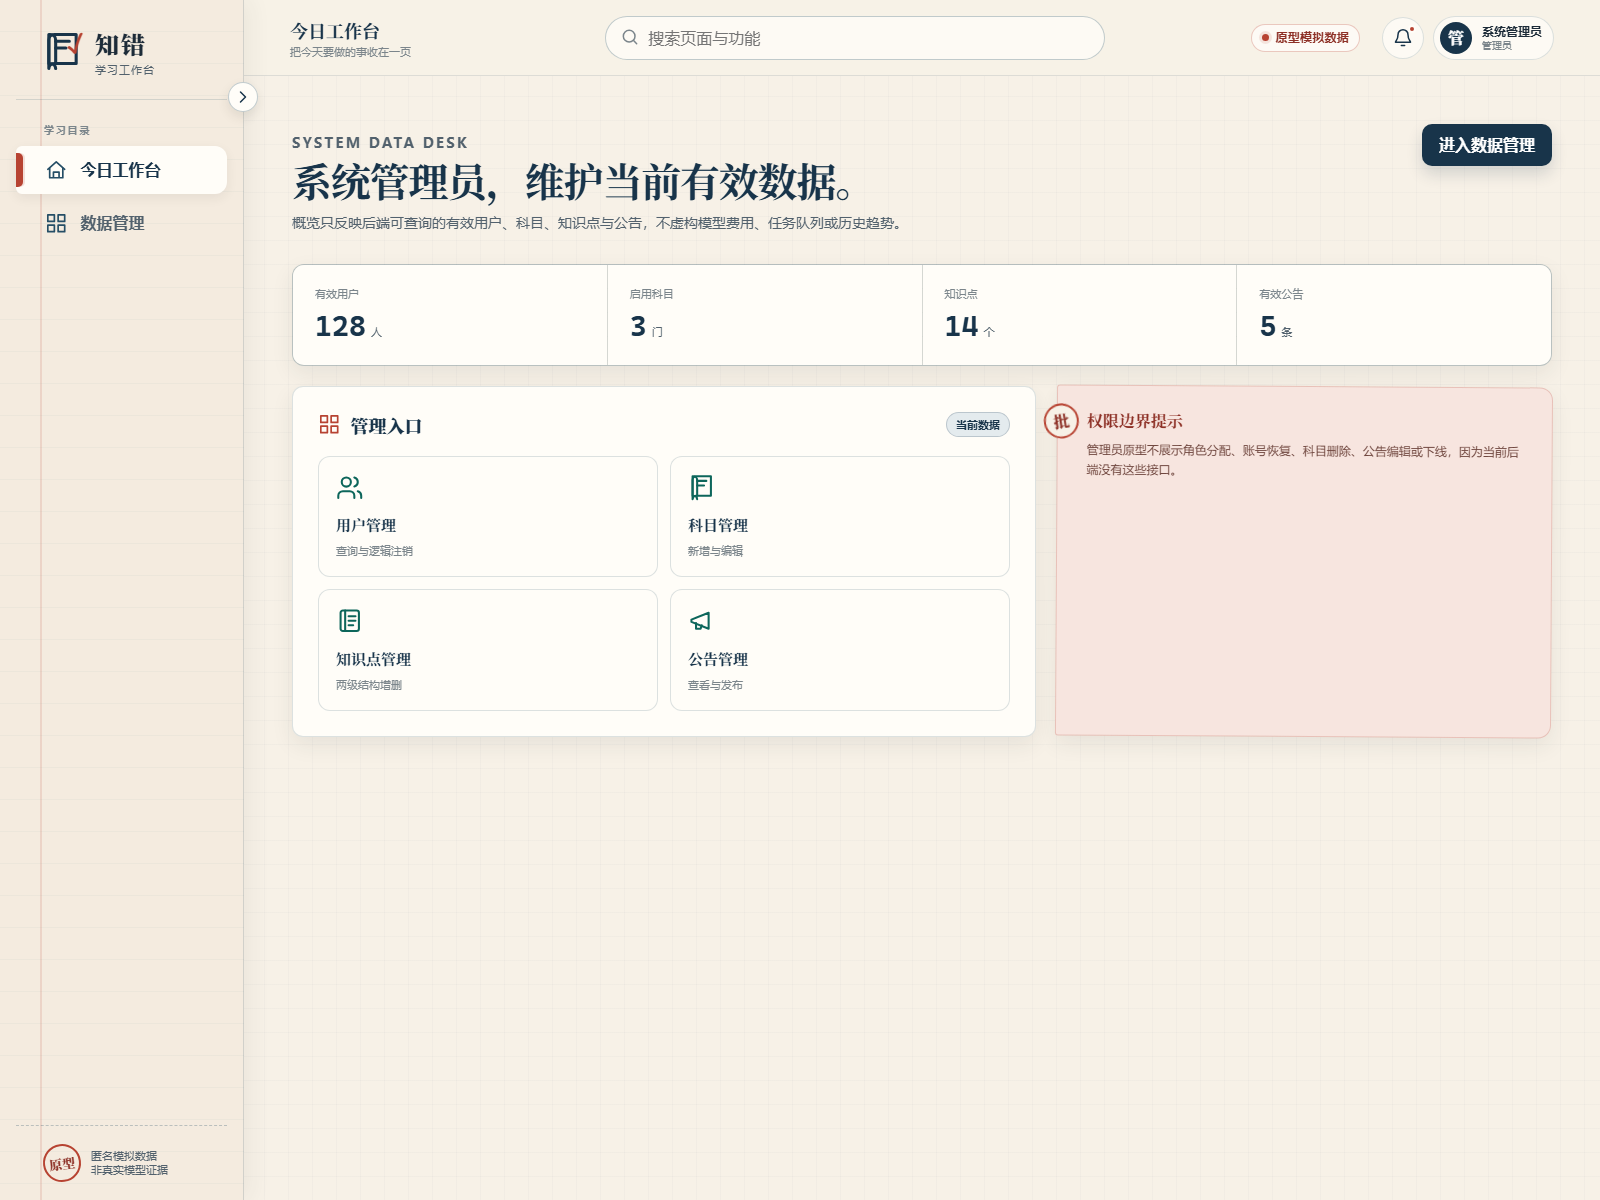 知错
学习工作台
学习目录
今日工作台
数据管理
原型
匿名模拟数据
非真实模型证据
今日工作台
把今天要做的事收在一页
搜索页面与功能
原型模拟数据
管
系统管理员
管理员
SYSTEM DATA DESK
系统管理员，维护当前有效数据。
概览只反映后端可查询的有效用户、科目、知识点与公告，不虚构模型费用、任务队列或历史趋势。
进入数据管理
有效用户
128 人
启用科目
3 门
知识点
14 个
有效公告
5 条
管理入口
当前数据
用户管理
查询与逻辑注销
科目管理
新增与编辑
知识点管理
两级结构增删
公告管理
查看与发布
批
权限边界提示
管理员原型不展示角色分配、账号恢复、科目删除、公告编辑或下线，因为当前后
端没有这些接口。